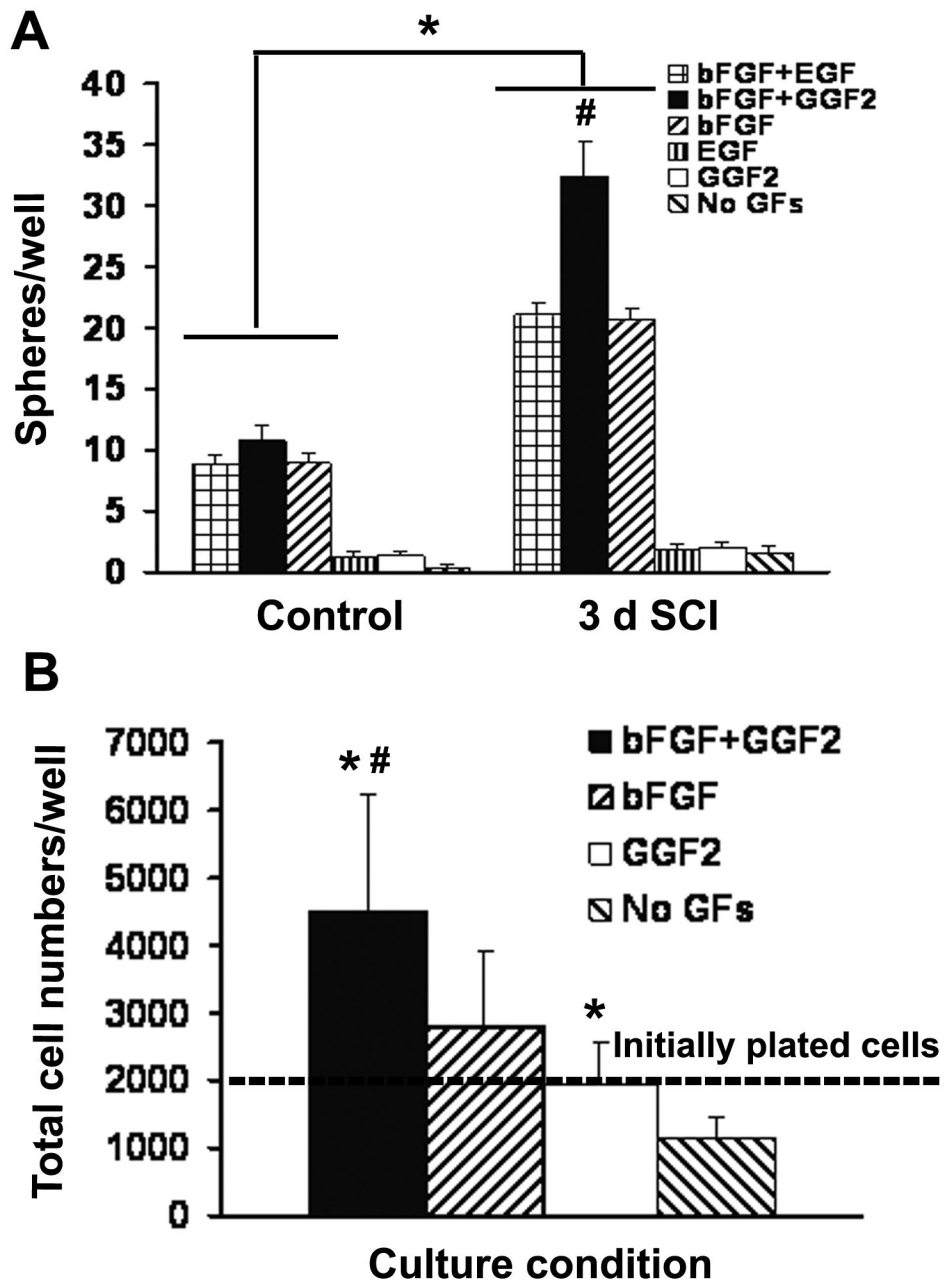 A
*
40
35
30
25
20
15
10
5
0
Spheres/well
#
bFGF+EGF
bFGF+GGF2
bFGF
EGF
GGF2
No GFs
Control
3 d SCI
B
7000
6000
5000
4000
3000
2000
1000
0
Total cell numbers/well
* #
*
bFGF+GGF2
bFGF
GGF2
No GFs
Initially plated cells
Culture condition